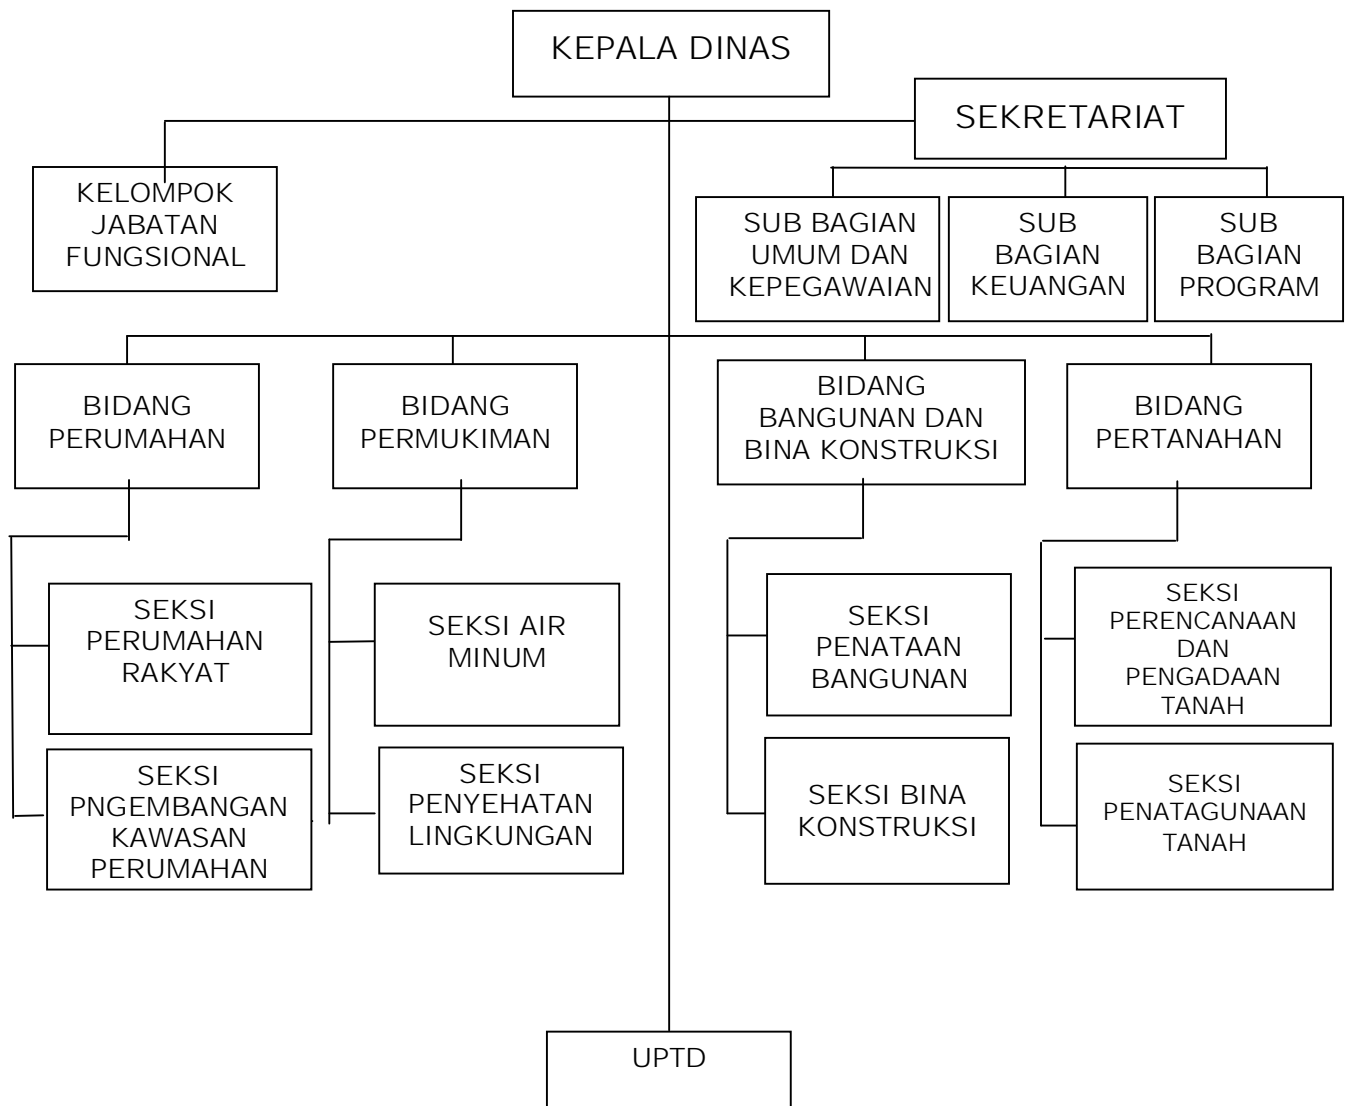 KEPALA DINAS
SEKRETARIAT
KELOMPOK
JABATAN
FUNGSIONAL
SUB BAGIAN
UMUM DAN
KEPEGAWAIAN
SUB
BAGIAN
KEUANGAN
SUB
BAGIAN
PROGRAM
BIDANG
PERUMAHAN
BIDANG
PERMUKIMAN
BIDANG
BANGUNAN DAN
BINA KONSTRUKSI
BIDANG
PERTANAHAN
SEKSI
PERUMAHAN
RAKYAT
SEKSI AIR
MINUM
SEKSI
PENATAAN
BANGUNAN
SEKSI
PERENCANAAN
DAN
PENGADAAN
TANAH
SEKSI
PNGEMBANGAN
KAWASAN
PERUMAHAN
SEKSI
PENYEHATAN
LINGKUNGAN
SEKSI BINA
KONSTRUKSI
SEKSI
PENATAGUNAAN
TANAH
UPTD